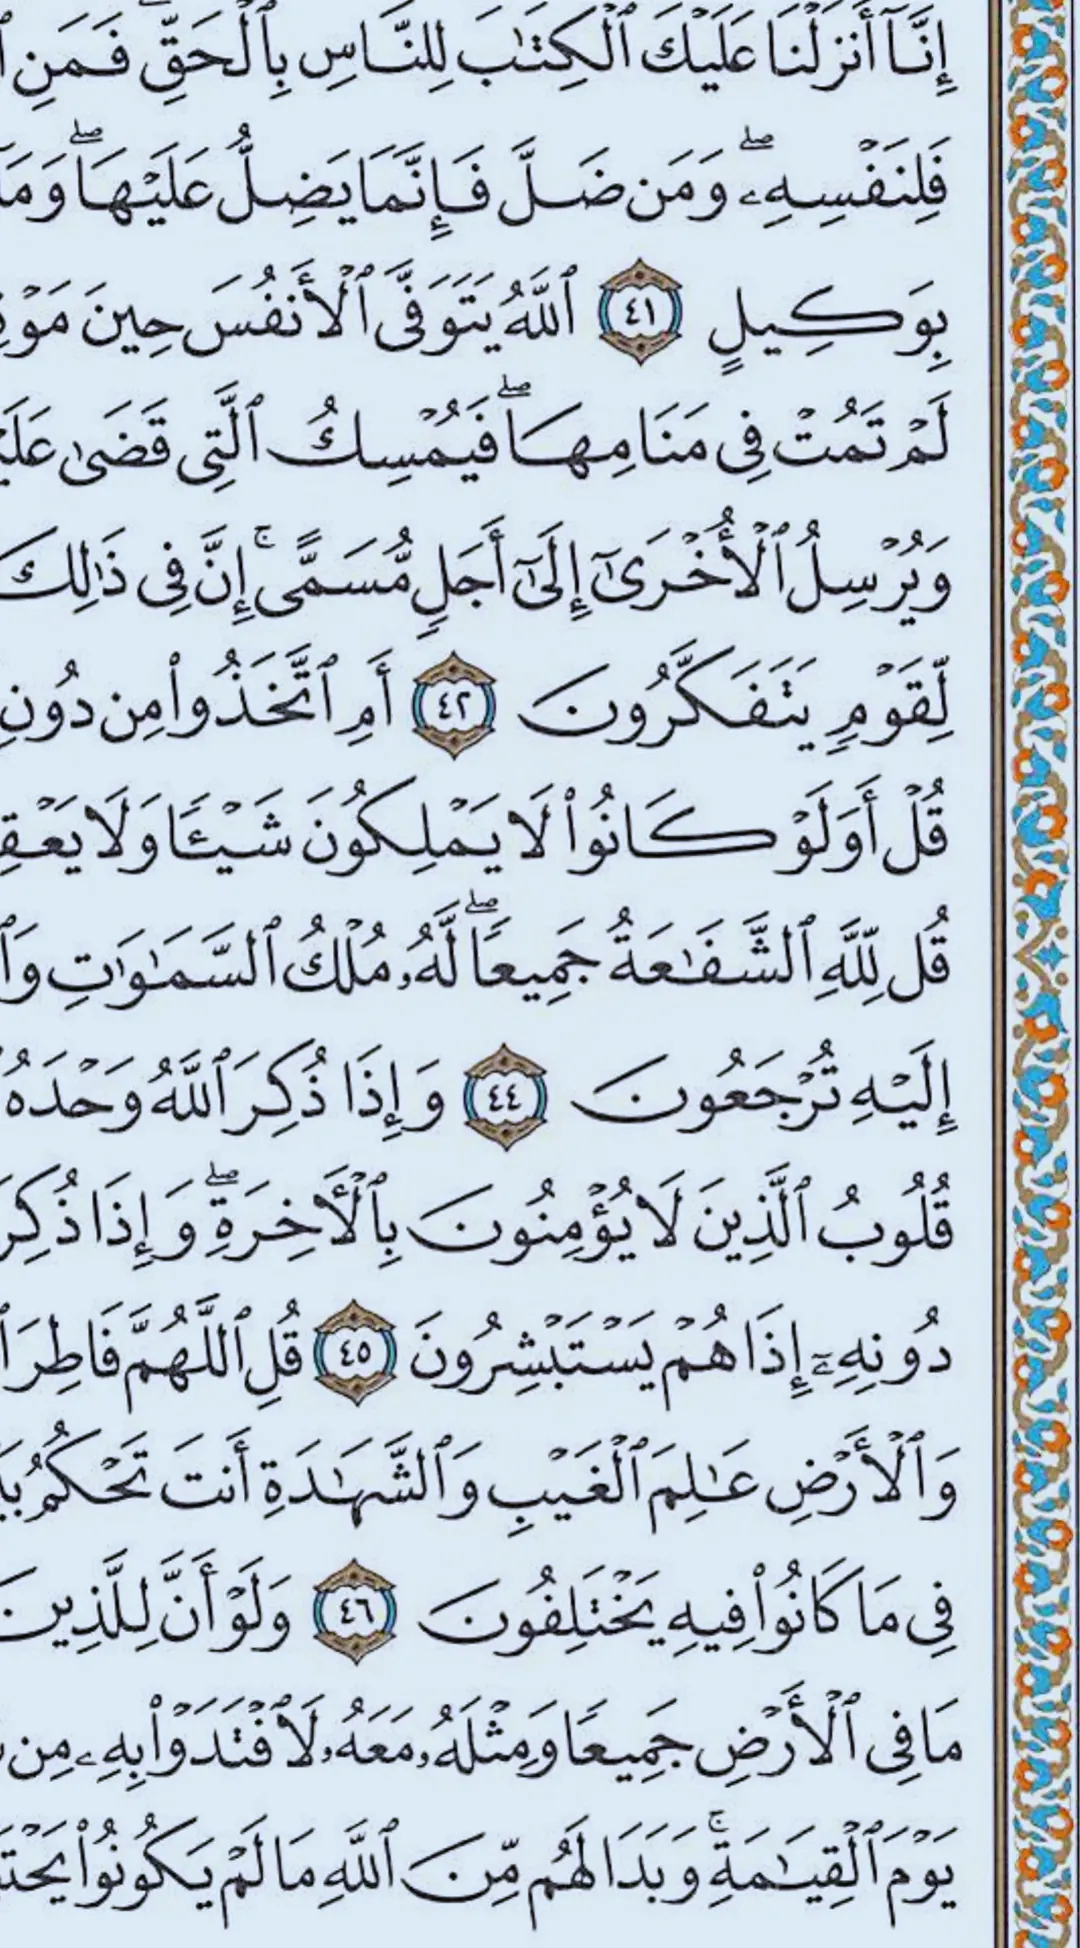 إِنَّآ أَنزَلۡنَا عَلَيۡكَ ٱلۡكِتَٰبَ لِلنَّاسِ بِٱلۡحَقِّۖ فَمَنِ
فَلِنَفۡسِهِۦۖ وَمَن ضَلَّ فَإِنَّمَا يَضِلُّ عَلَيۡهَاۖ وَمَا
بِوَكِيلٍ ٤١ ٱللَّهُ يَتَوَفَّى ٱلۡأَنفُسَ حِينَ
لَمۡ تَمُتۡ فِي مَنَامِهَاۖ فَيُمۡسِكُ ٱلَّتِي قَضَىٰ
وَيُرۡسِلُ ٱلۡأُخۡرَىٰٓ إِلَىٰٓ أَجَلٖ مُّسَمًّىۚ إِنَّ فِي ذَٰلِكَ
لِّقَوۡمٖ يَتَفَكَّرُونَ ٤٢ أَمِ ٱتَّخَذُواْ مِن دُونِ
قُلۡ أَوَلَوۡ كَانُواْ لَا يَمۡلِكُونَ شَيۡـٔٗا وَلَا
قُل لِّلَّهِ ٱلشَّفَٰعَةُ جَمِيعٗاۖ لَّهُۥ مُلۡكُ ٱلسَّمَٰوَٰتِ
إِلَيۡهِ تُرۡجَعُونَ ٤٤ وَإِذَا ذُكِرَ ٱللَّهُ وَحۡدَهُ
قُلُوبُ ٱلَّذِينَ لَا يُؤۡمِنُونَ بِٱلۡأٓخِرَةِۖ وَإِذَا ذُكِرَ
دُونِهِۦٓ إِذَا هُمۡ يَسۡتَبۡشِرُونَ ٤٥ قُلِ ٱللَّهُمَّ فَاطِرَ
وَٱلۡأَرۡضِ عَٰلِمَ ٱلۡغَيۡبِ وَٱلشَّهَٰدَةِ أَنتَ تَحۡكُمُ
فِي مَا كَانُواْ فِيهِ يَخۡتَلِفُونَ ٤٦ وَلَوۡ أَنَّ لِلَّذِينَ
مَا فِي ٱلۡأَرۡضِ جَمِيعٗا وَمِثۡلَهُۥ مَعَهُۥ لَٱفۡتَدَوۡاْ بِهِۦ مِن
يَوۡمَ ٱلۡقِيَٰمَةِۚ وَبَدَا لَهُم مِّنَ ٱللَّهِ مَا لَمۡ يَكُونُواْ